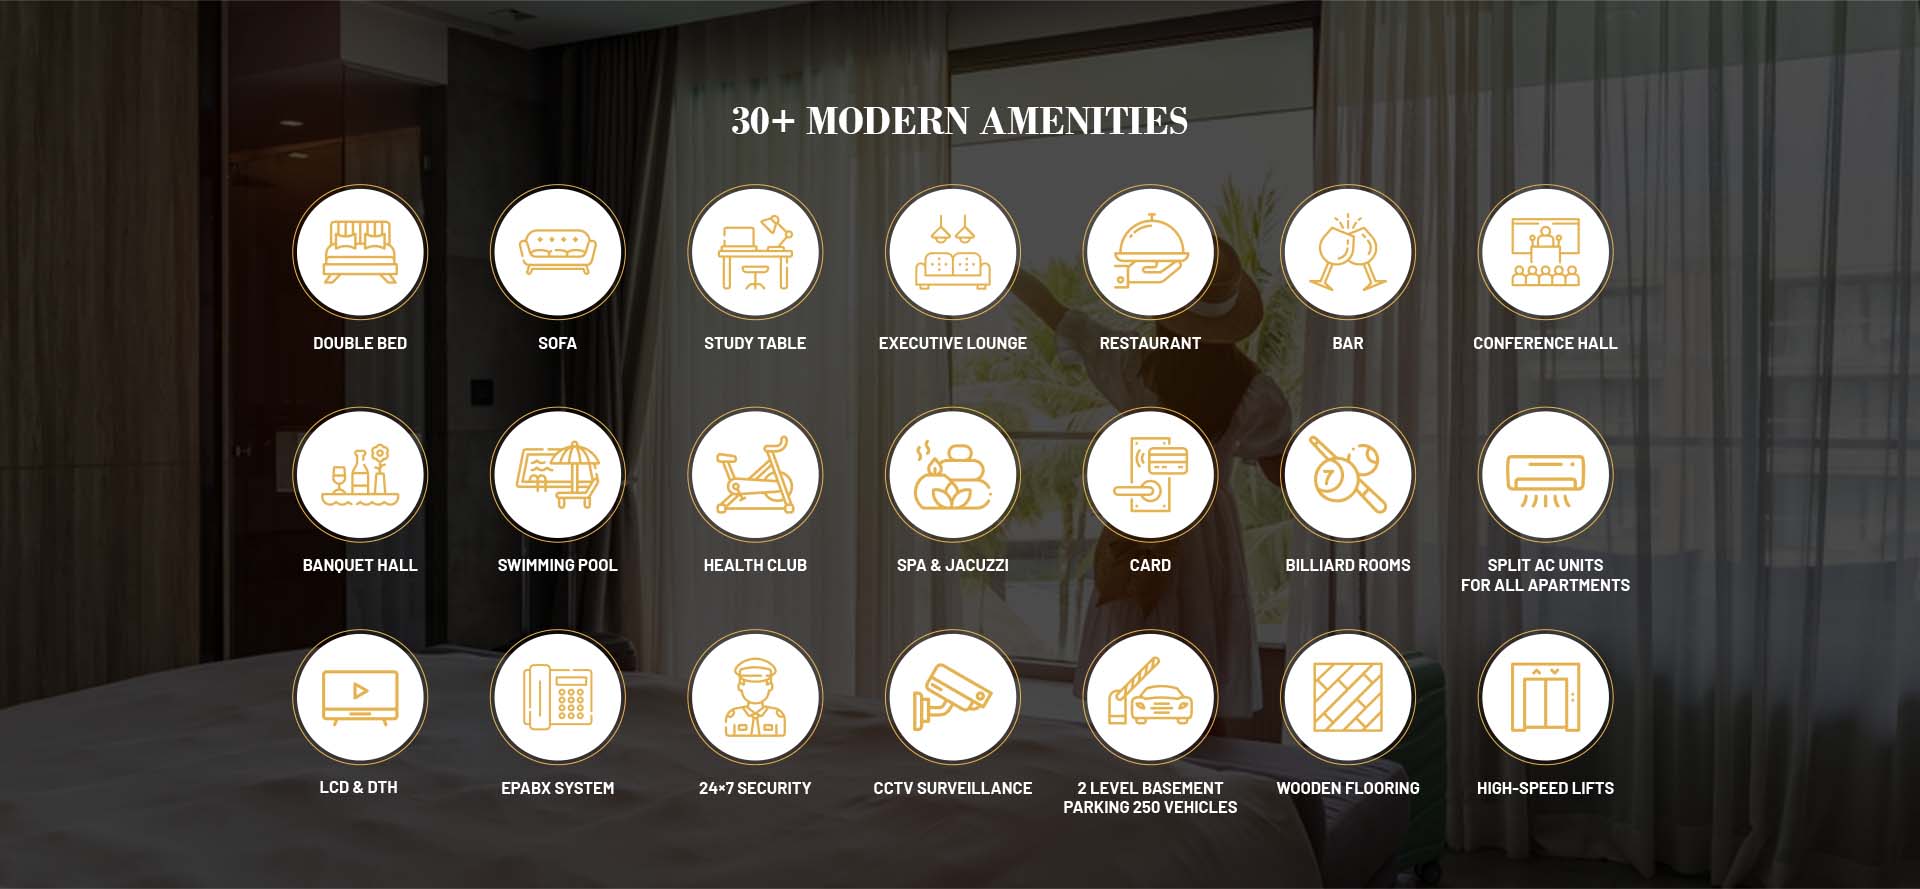 30+ MODERN AMENITIES
DOUBLE BED
SOFA
STUDY TABLE
EXECUTIVE LOUNGE
RESTAURANT
BAR
CONFERENCE HALL
BANQUET HALL
SWIMMING POOL
HEALTH CLUB
SPA & JACUZZI
CARD
7
BILLIARD ROOMS
SPLIT AC UNITS
FOR ALL APARTMENTS
LCD & DTH
EPABX SYSTEM
24×7 SECURITY
CCTV SURVEILLANCE
2 LEVEL BASEMENT
PARKING 250 VEHICLES
WOODEN FLOORING
HIGH-SPEED LIFTS